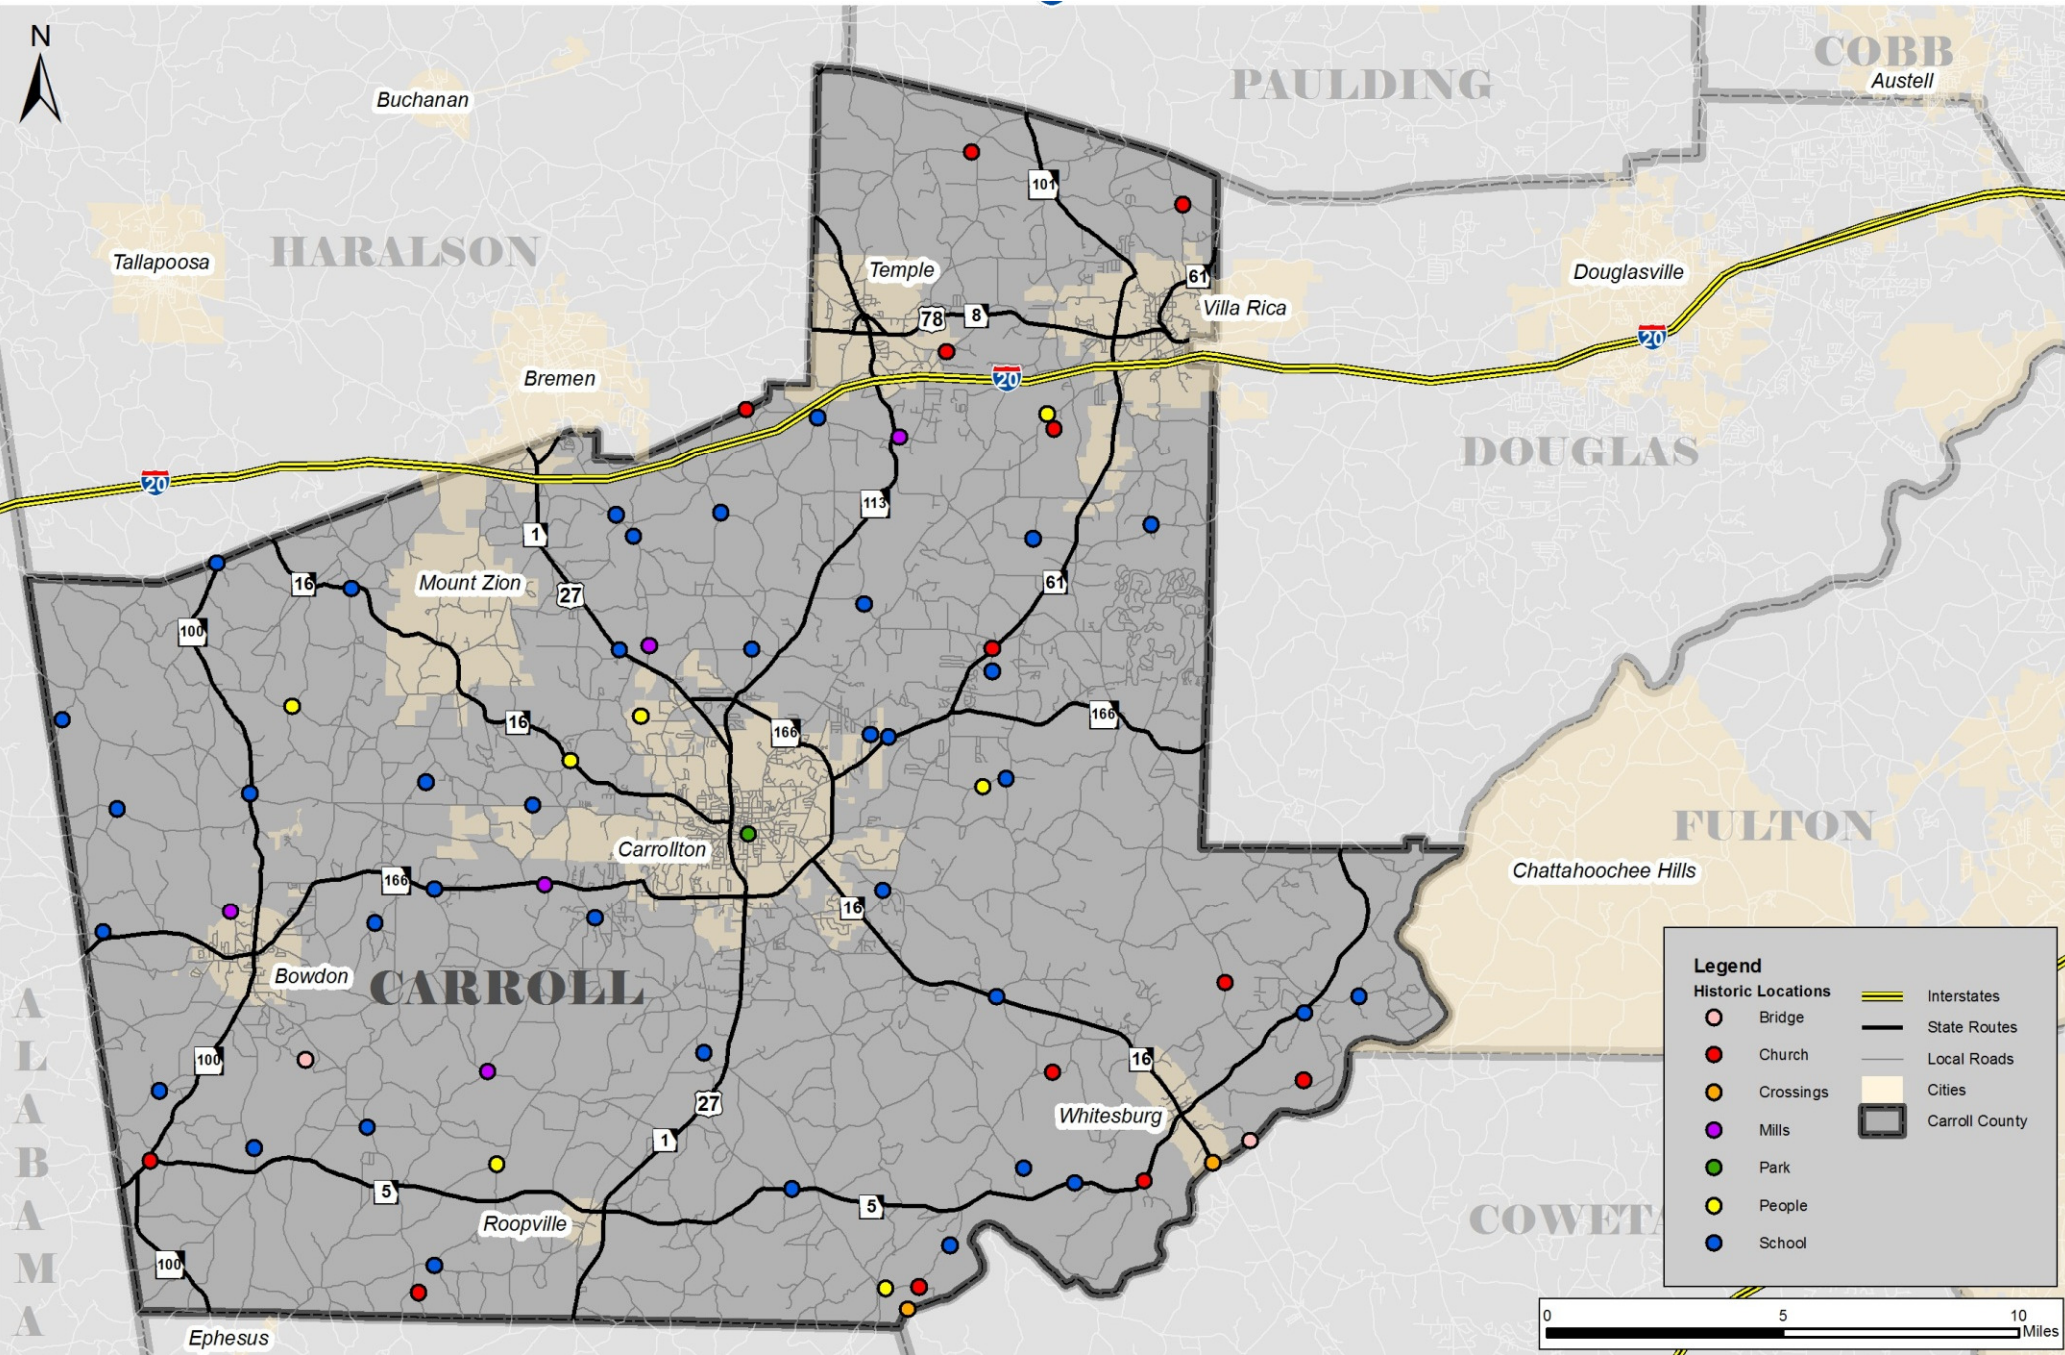 N
COBB
Austell
PAULDING
Buchanan
HARALSON
Tallapoosa
101
Temple
61
Villa Rica
Douglasville
78
8
20
20
Bremen
DOUGLAS
20
113
1
16
Mount Zion
27
61
100
16
166
166
Carrollton
FULTON
Chattahoochee Hills
166
16
Bowdon
CARROLL
ALABAMA
100
16
27
Whitesburg
1
5
5
Roopville
COWETA
100
Ephesus
Legend
Historic Locations
Bridge
Church
Crossings
Mills
Park
People
School
Interstates
State Routes
Local Roads
Cities
Carroll County
0 5 10
Miles